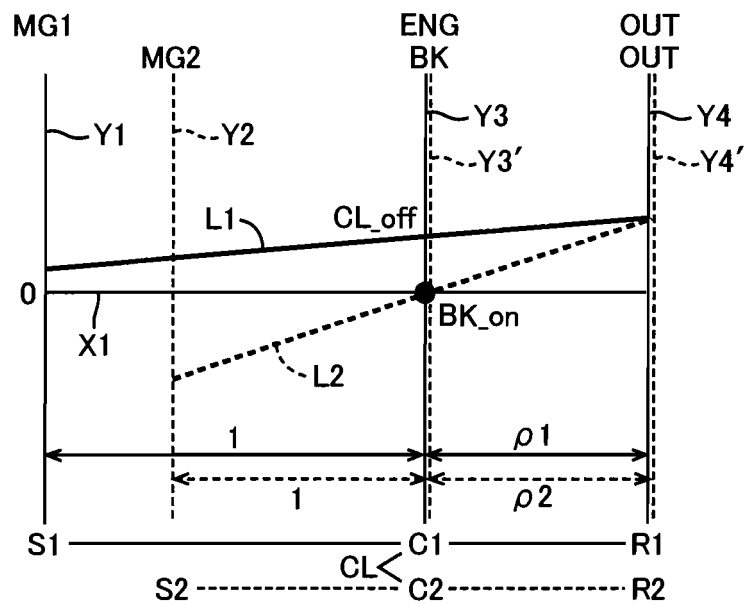 MG1 ENG OUT
MG2 BK OUT
Y1 Y2 Y3 Y4
Y3' Y4'
L1 CL_off
0
X1 BK_on
L2
1 ρ1
1 ρ2
S1 C1 R1
CL
S2 C2 R2